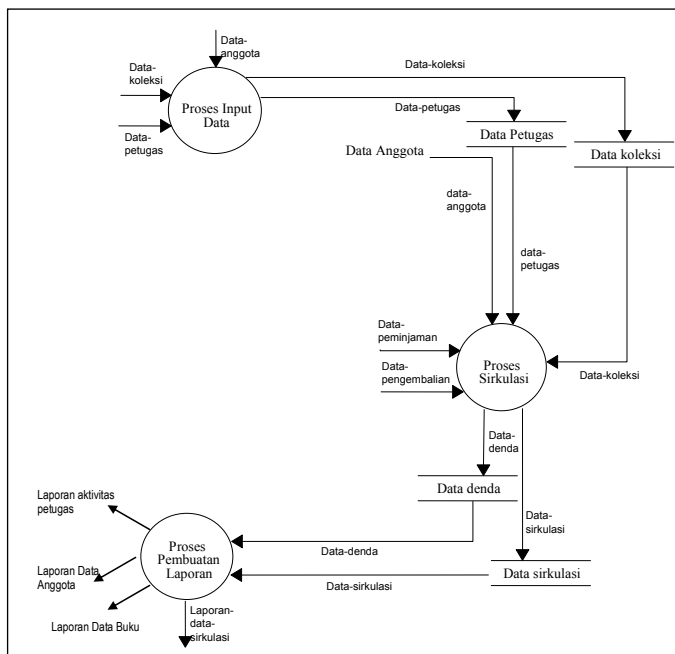 Data-
anggota
Data-
koleksi
Data-koleksi
Proses Input
Data
Data-petugas
Data-
petugas
Data Petugas
Data Anggota
Data koleksi
data-
anggota
data-
petugas
Data-
peminjaman
Proses
Sirkulasi
Data-
pengembalian
Data-koleksi
Data-
denda
Data denda
Laporan aktivitas
petugas
Data-
sirkulasi
Proses
Pembuatan
Laporan
Data-denda
Laporan Data
Anggota
Data sirkulasi
Data-sirkulasi
Laporan Data Buku
Laporan-
data-
sirkulasi